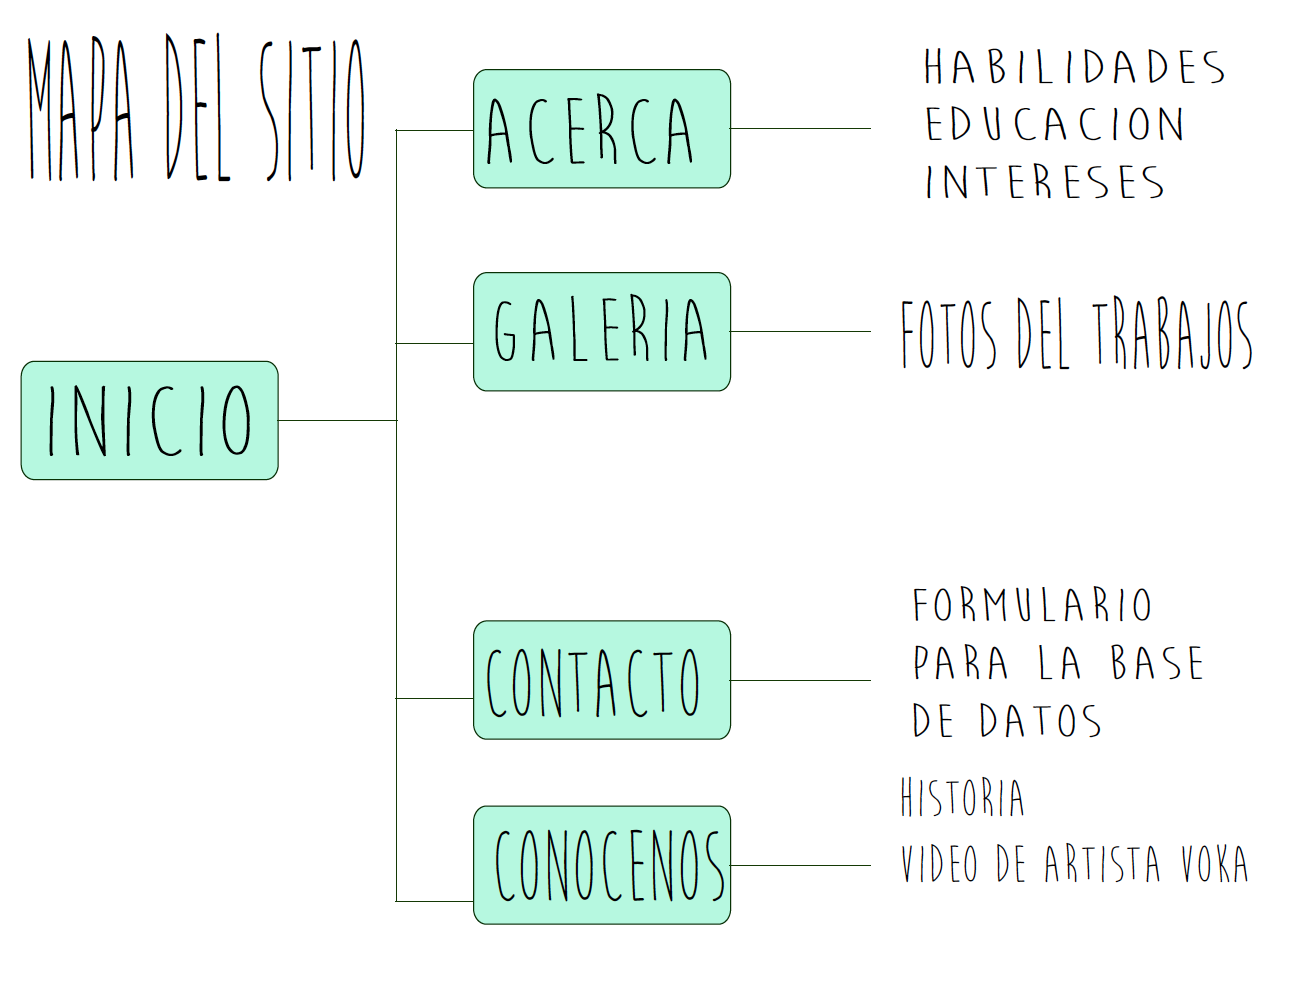 MAPA DEL SITIO
ACERCA
HABILIDADES
EDUCACION
INTERESES
GALERIA
FOTOS DEL TRABAJOS
INICIO
CONTACTO
FORMULARIO
PARA LA BASE
DE DATOS
CONOCENOS
HISTORIA
VIDEO DE ARTISTA VOKA